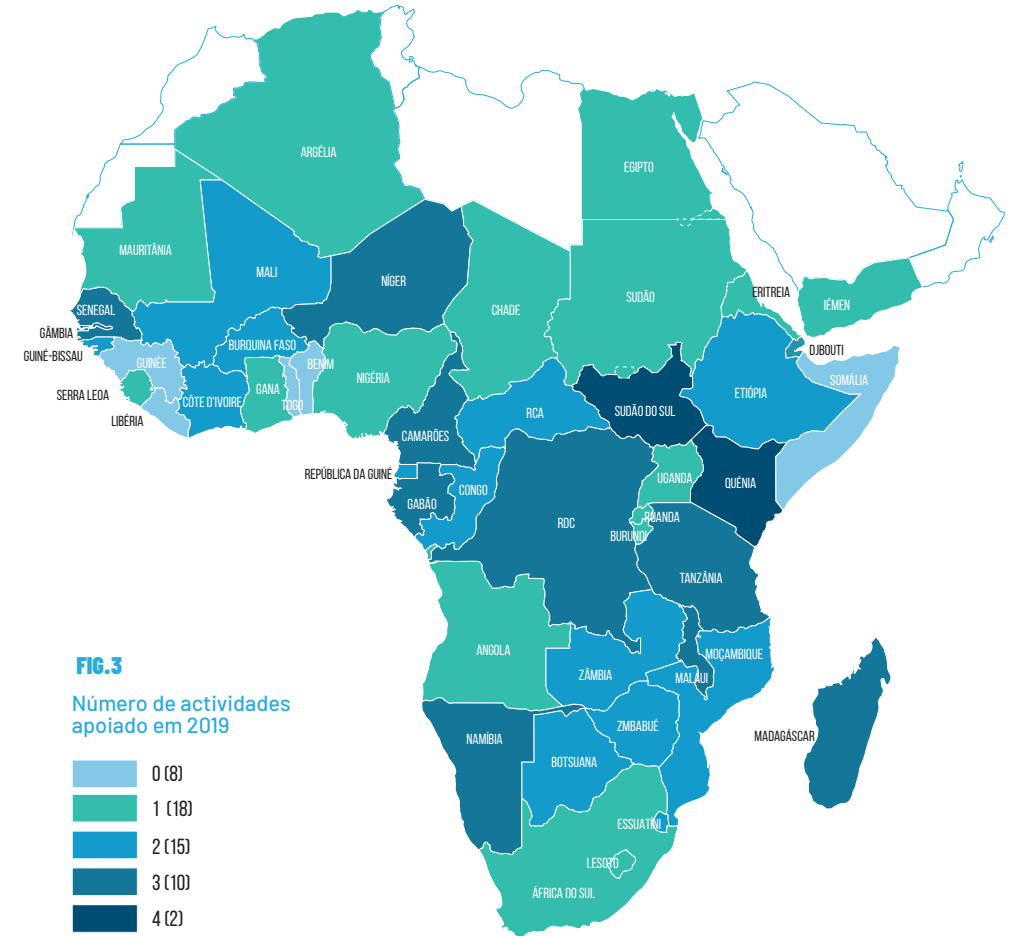 ARGÉLIA
EGIPTO
MAURITÂNIA
MALI
NÍGER
CHADE
SUDÃO
ERITREIA
IÉMEN
SENEGAL
GÂMBIA
GUINÉ-BISSAU
GUINÉE
BURQUINA FASO
BENIM
NIGÉRIA
DJBOUTI
SOMÁLIA
SERRA LEOA
CÔTE D'IVOIRE
GANA
TOGO
ETIÓPIA
LIBÉRIA
RCA
SUDÃO DO SUL
CAMARÕES
REPÚBLICA DA GUINÉ
CONGO
UGANDA
QUÉNIA
GABÃO
RDC
RUANDA
BURUNDI
TANZÂNIA
ANGOLA
MOÇAMBIQUE
ZÂMBIA
MALAUI
NAMÍBIA
ZMBABUÉ
MADAGÁSCAR
BOTSUANA
ESSUATINI
LESOTO
ÁFRICA DO SUL
FIG.3
Número de actividades
apoiado em 2019
0 (8)
1 (18)
2 (15)
3 (10)
4 (2)